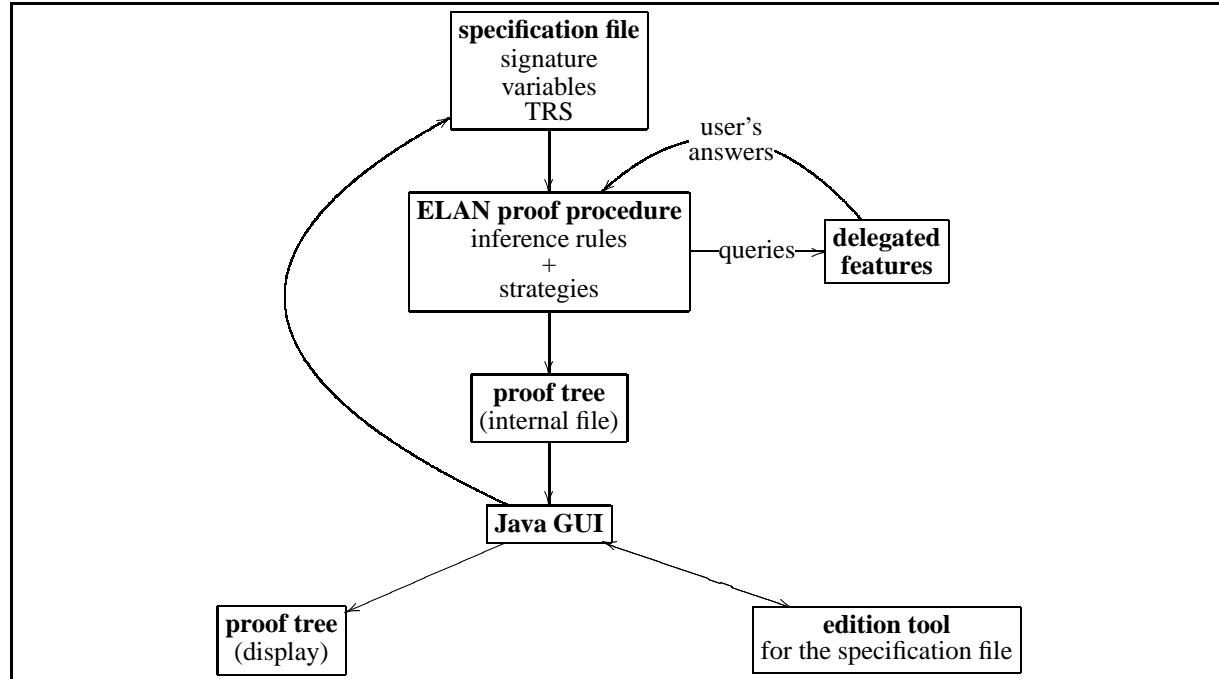 specification file
signature
variables
TRS
user's
answers
ELAN proof procedure
inference rules
+
strategies
queries
delegated
features
proof tree
(internal file)
Java GUI
proof tree
(display)
edition tool
for the specification file